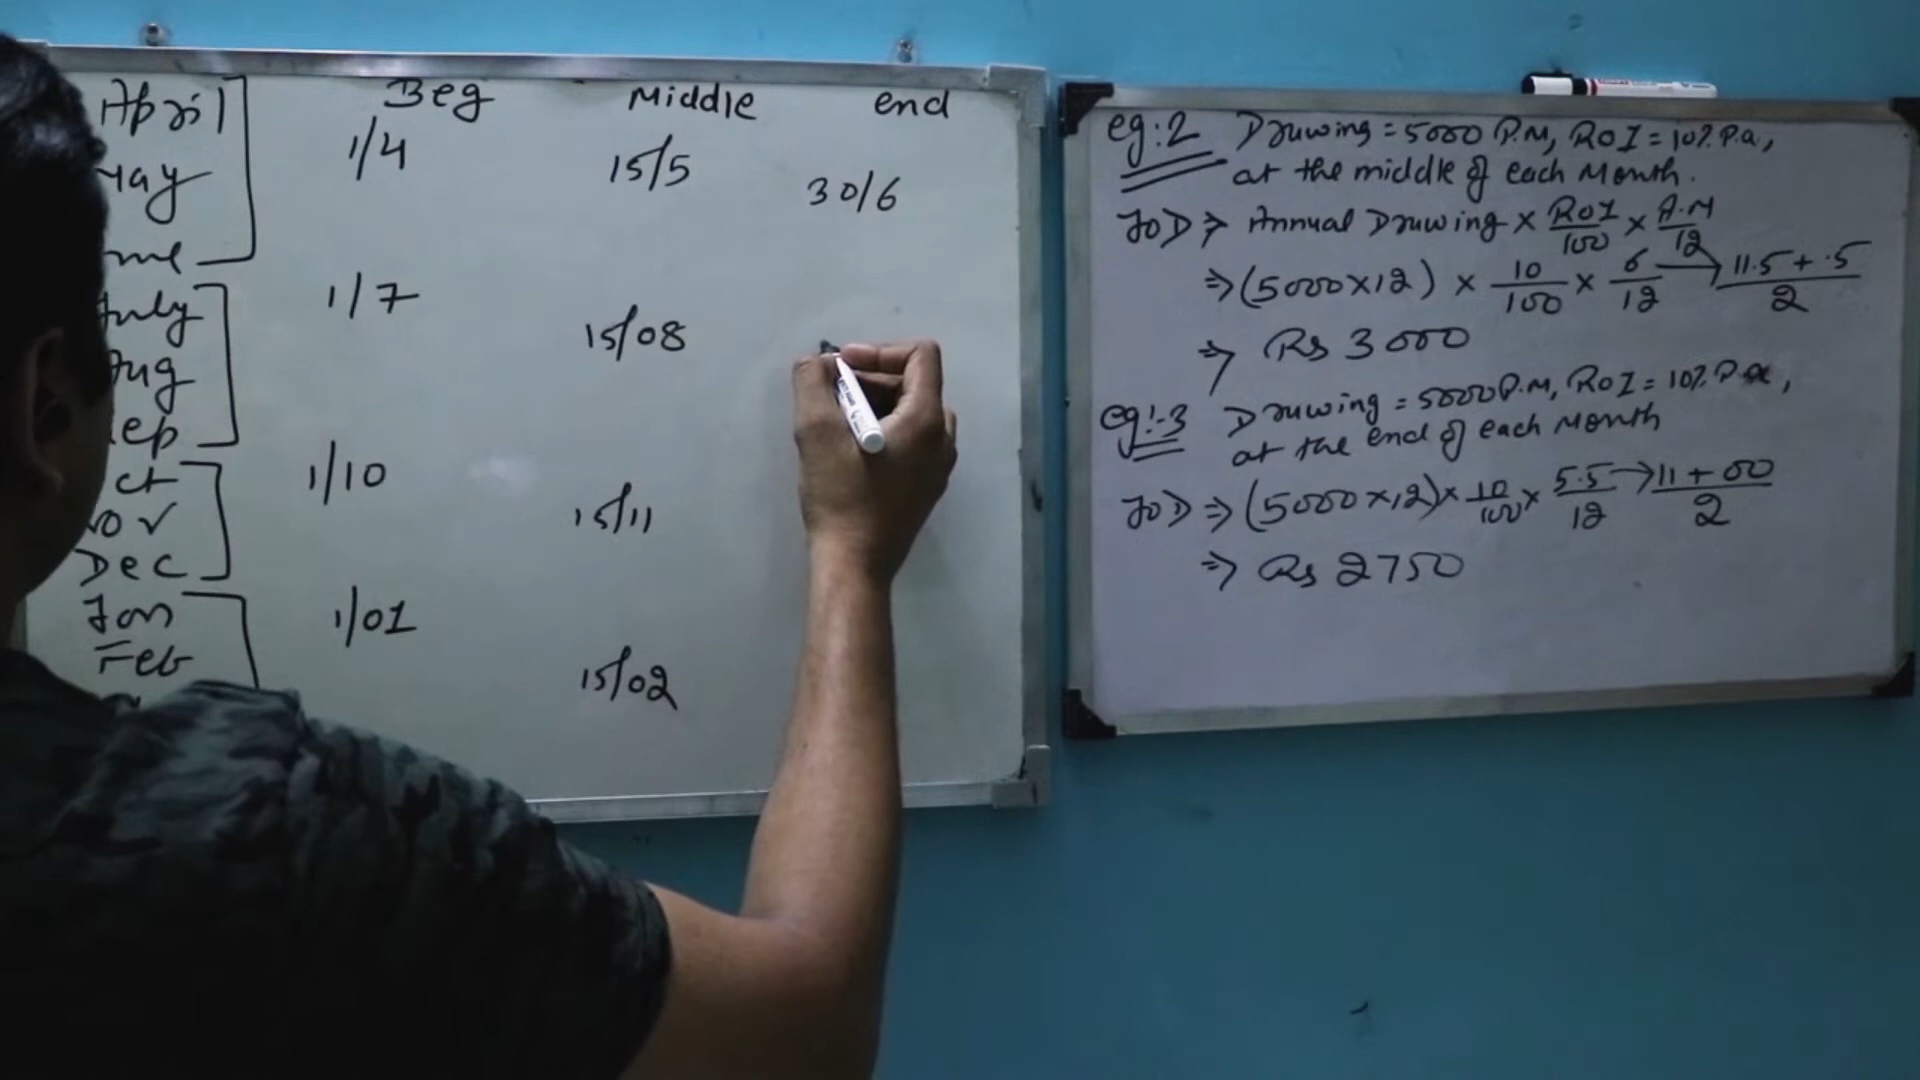 April Beg Middle end
1/4 15/5 30/6
1/7
15/08
1/10
15/11
Dec
Jan 1/01
Feb
15/02
eg:2 Drawing = 5000 P.M, ROI = 10% P.a,
at the middle of each Month.
IOD ⇒ Annual Drawing × ROI/100 × A.M/12
⇒ (5000×12) × 10/100 × 6/12 → 11.5 + .5/2
⇒ Rs 3000
eg:-3 Drawing = 5000 P.M, ROI = 10% P.a,
at the end of each Month
IOD ⇒ (5000×12) × 10/100 × 5.5/12 → 11 + 00/2
⇒ Rs 2750